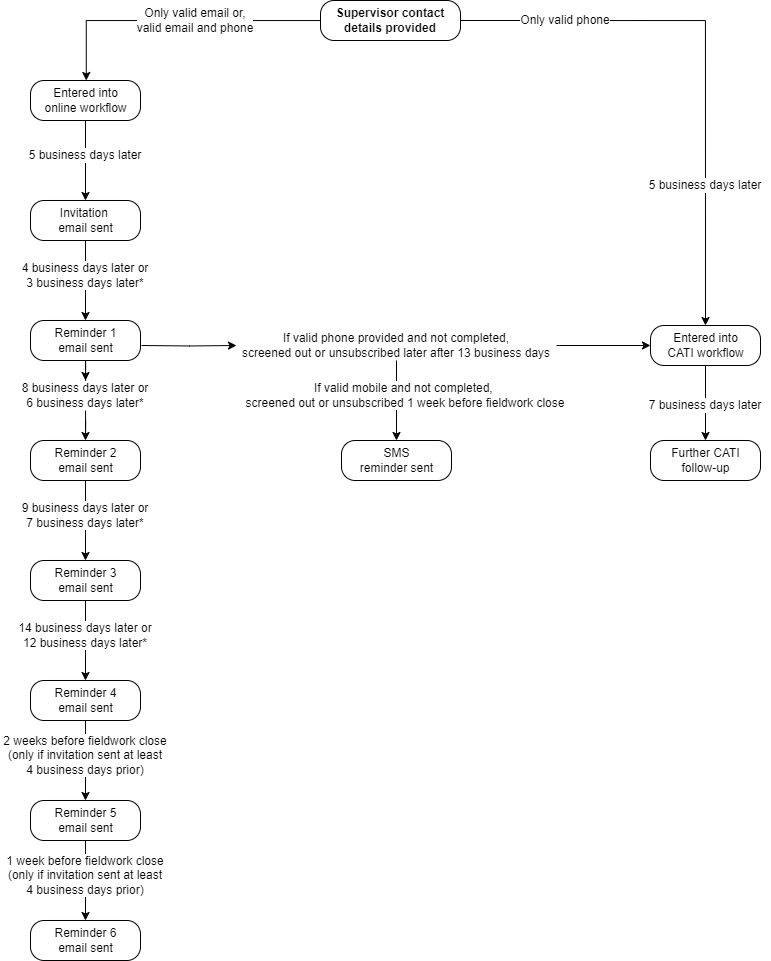 Only valid email or,
valid email and phone
Supervisor contact
details provided
Only valid phone
Entered into
online workflow
5 business days later
5 business days later
Invitation
email sent
4 business days later or
3 business days later*
Reminder 1
email sent
If valid phone provided and not completed,
screened out or unsubscribed later after 13 business days
Entered into
CATI workflow
8 business days later or
6 business days later*
If valid mobile and not completed,
screened out or unsubscribed 1 week before fieldwork close
7 business days later
Reminder 2
email sent
SMS
reminder sent
Further CATI
follow-up
9 business days later or
7 business days later*
Reminder 3
email sent
14 business days later or
12 business days later*
Reminder 4
email sent
2 weeks before fieldwork close
(only if invitation sent at least
4 business days prior)
Reminder 5
email sent
1 week before fieldwork close
(only if invitation sent at least
4 business days prior)
Reminder 6
email sent